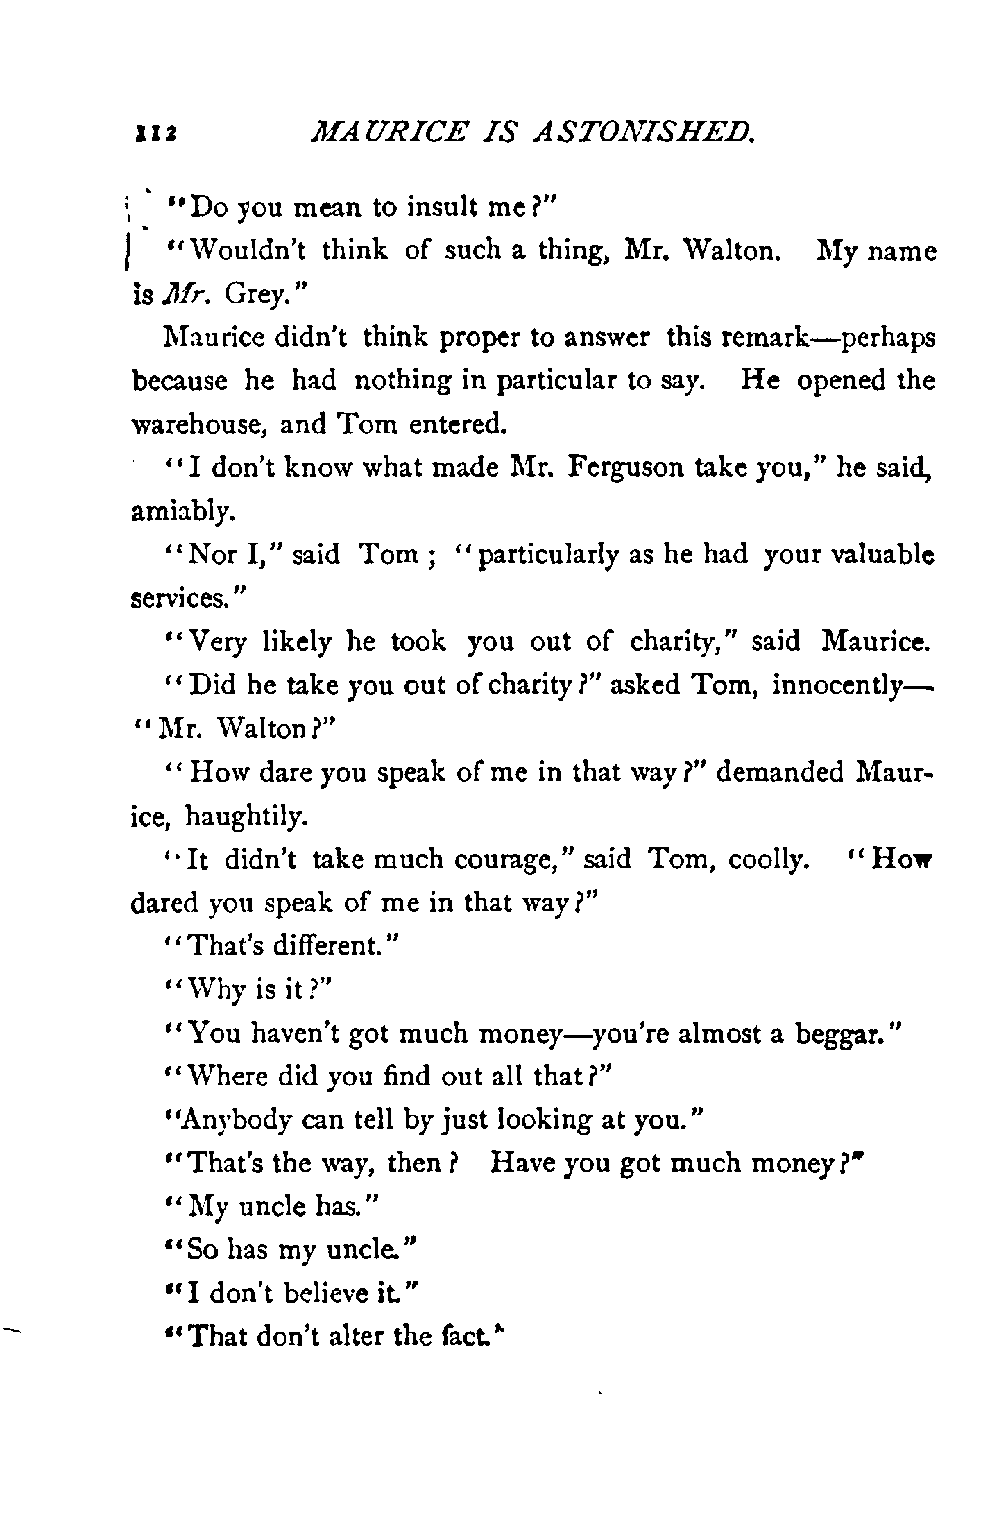 112 MAURICE IS ASTONISHED.
"Do you mean to insult me?"
"Wouldn't think of such a thing, Mr. Walton. My name
is Mr. Grey."
Maurice didn't think proper to answer this remark—perhaps
because he had nothing in particular to say. He opened the
warehouse, and Tom entered.
"I don't know what made Mr. Ferguson take you," he said,
amiably.
"Nor I," said Tom; "particularly as he had your valuable
services."
"Very likely he took you out of charity," said Maurice.
"Did he take you out of charity?" asked Tom, innocently—
"Mr. Walton?"
"How dare you speak of me in that way?" demanded Maur-
ice, haughtily.
"It didn't take much courage," said Tom, coolly. "How
dared you speak of me in that way?"
"That's different."
"Why is it?"
"You haven't got much money—you're almost a beggar."
"Where did you find out all that?"
"Anybody can tell by just looking at you."
"That's the way, then? Have you got much money?"
"My uncle has."
"So has my uncle."
"I don't believe it."
"That don't alter the fact."